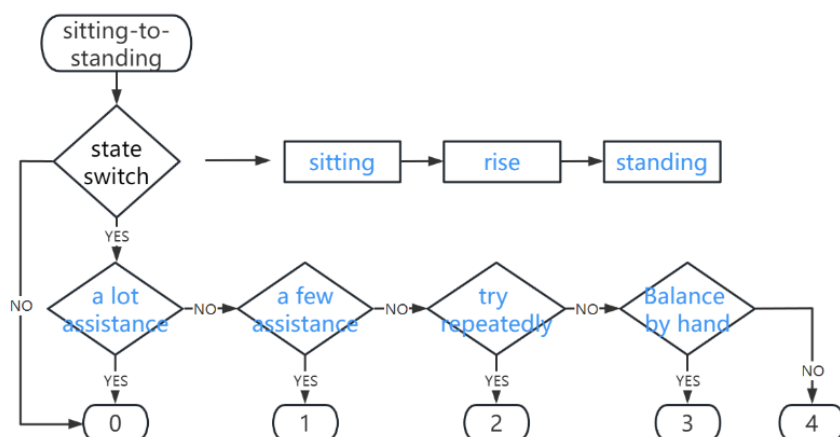 sitting-to-
standing
state
switch
sitting
rise
standing
YES
NO
a lot
assistance
NO
a few
assistance
NO
try
repeatedly
NO
Balance
by hand
NO
YES
YES
YES
YES
0
1
2
3
4